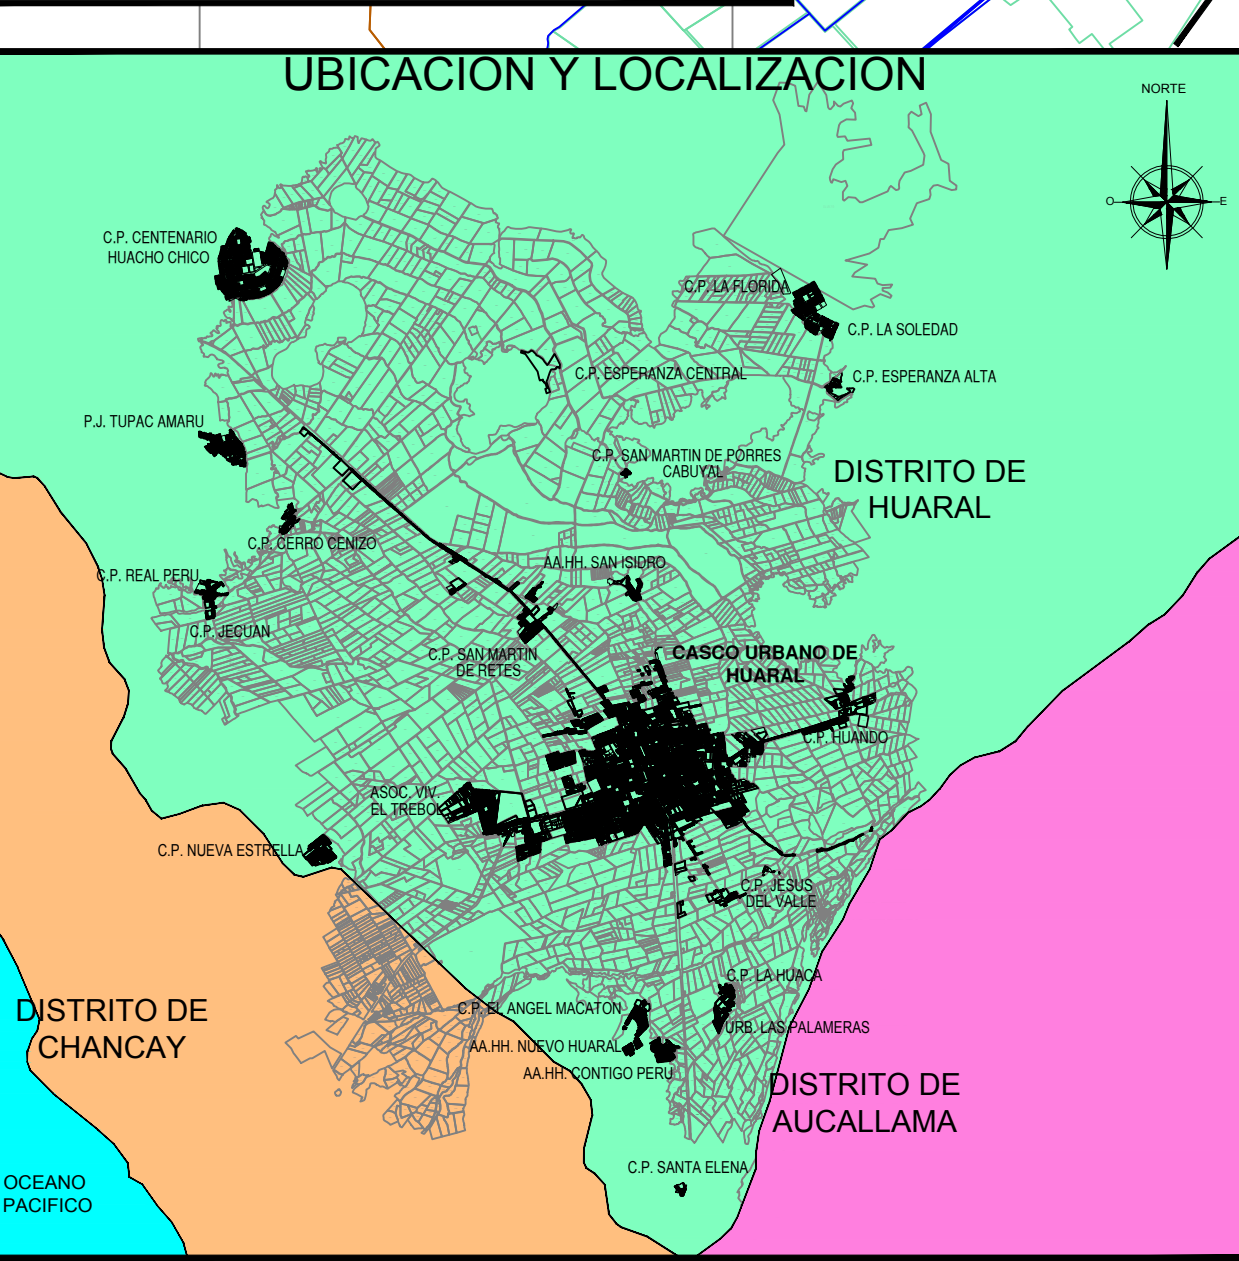 UBICACION Y LOCALIZACION
NORTE
O
E
C.P. CENTENARIO
HUACHO CHICO
C.P. LA FLORIDA
C.P. LA SOLEDAD
C.P. ESPERANZA CENTRAL
C.P. ESPERANZA ALTA
P.J. TUPAC AMARU
C.P. SAN MARTIN DE PORRES
CABUYAL
DISTRITO DE
HUARAL
C.P. CERRO CENIZO
AA.HH. SAN ISIDRO
C.P. REAL PERU
C.P. JECUAN
C.P. SAN MARTIN
DE RETES
CASCO URBANO DE
HUARAL
C.P. HUANDO
ASOC. VIV.
EL TREBOL
C.P. NUEVA ESTRELLA
C.P. JESUS
DEL VALLE
C.P. LA HUACA
C.P. EL ANGEL MACATON
URB. LAS PALAMERAS
DISTRITO DE
CHANCAY
AA.HH. NUEVO HUARAL
AA.HH. CONTIGO PERU
DISTRITO DE
AUCALLAMA
C.P. SANTA ELENA
OCEANO
PACIFICO